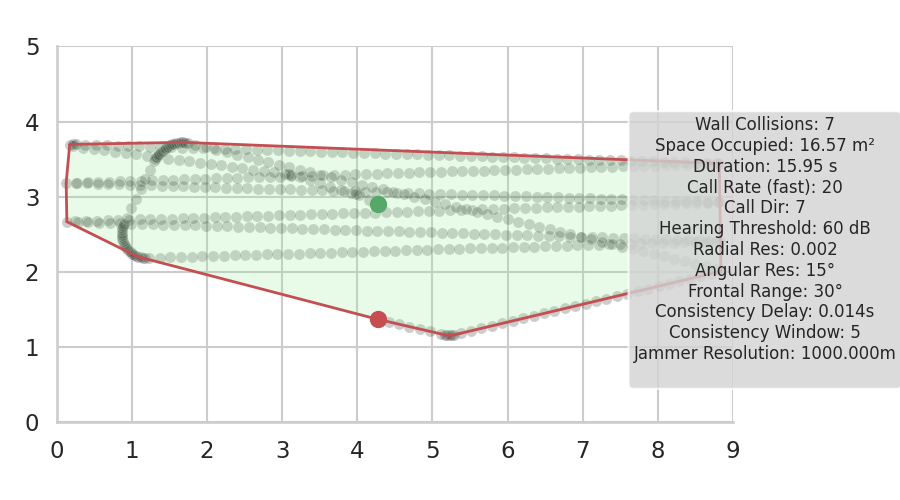 5
4
3
2
1
0
0 1 2 3 4 5 6 7 8 9
Wall Collisions: 7
Space Occupied: 16.57 m²
Duration: 15.95 s
Call Rate (fast): 20
Call Dir: 7
Hearing Threshold: 60 dB
Radial Res: 0.002
Angular Res: 15°
Frontal Range: 30°
Consistency Delay: 0.014s
Consistency Window: 5
Jammer Resolution: 1000.000m